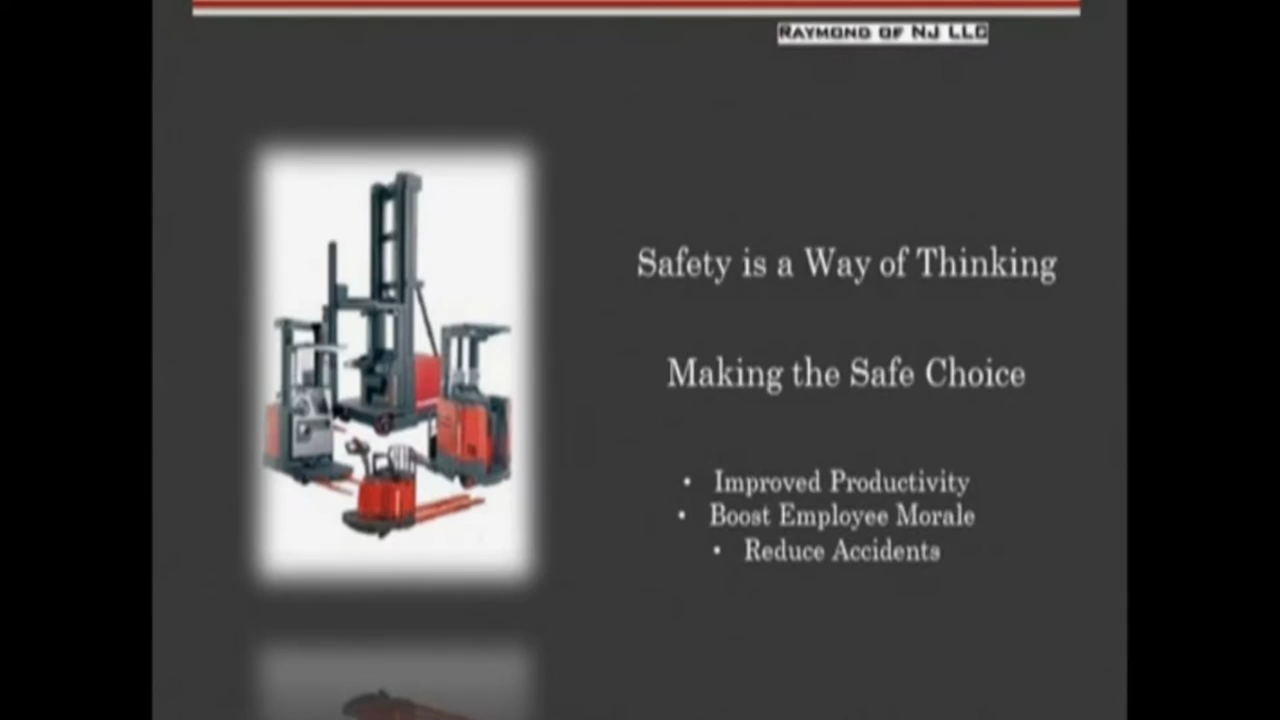 RAYMOND OF NJ LLC
Safety is a Way of Thinking
Making the Safe Choice
• Improved Productivity
• Boost Employee Morale
• Reduce Accidents